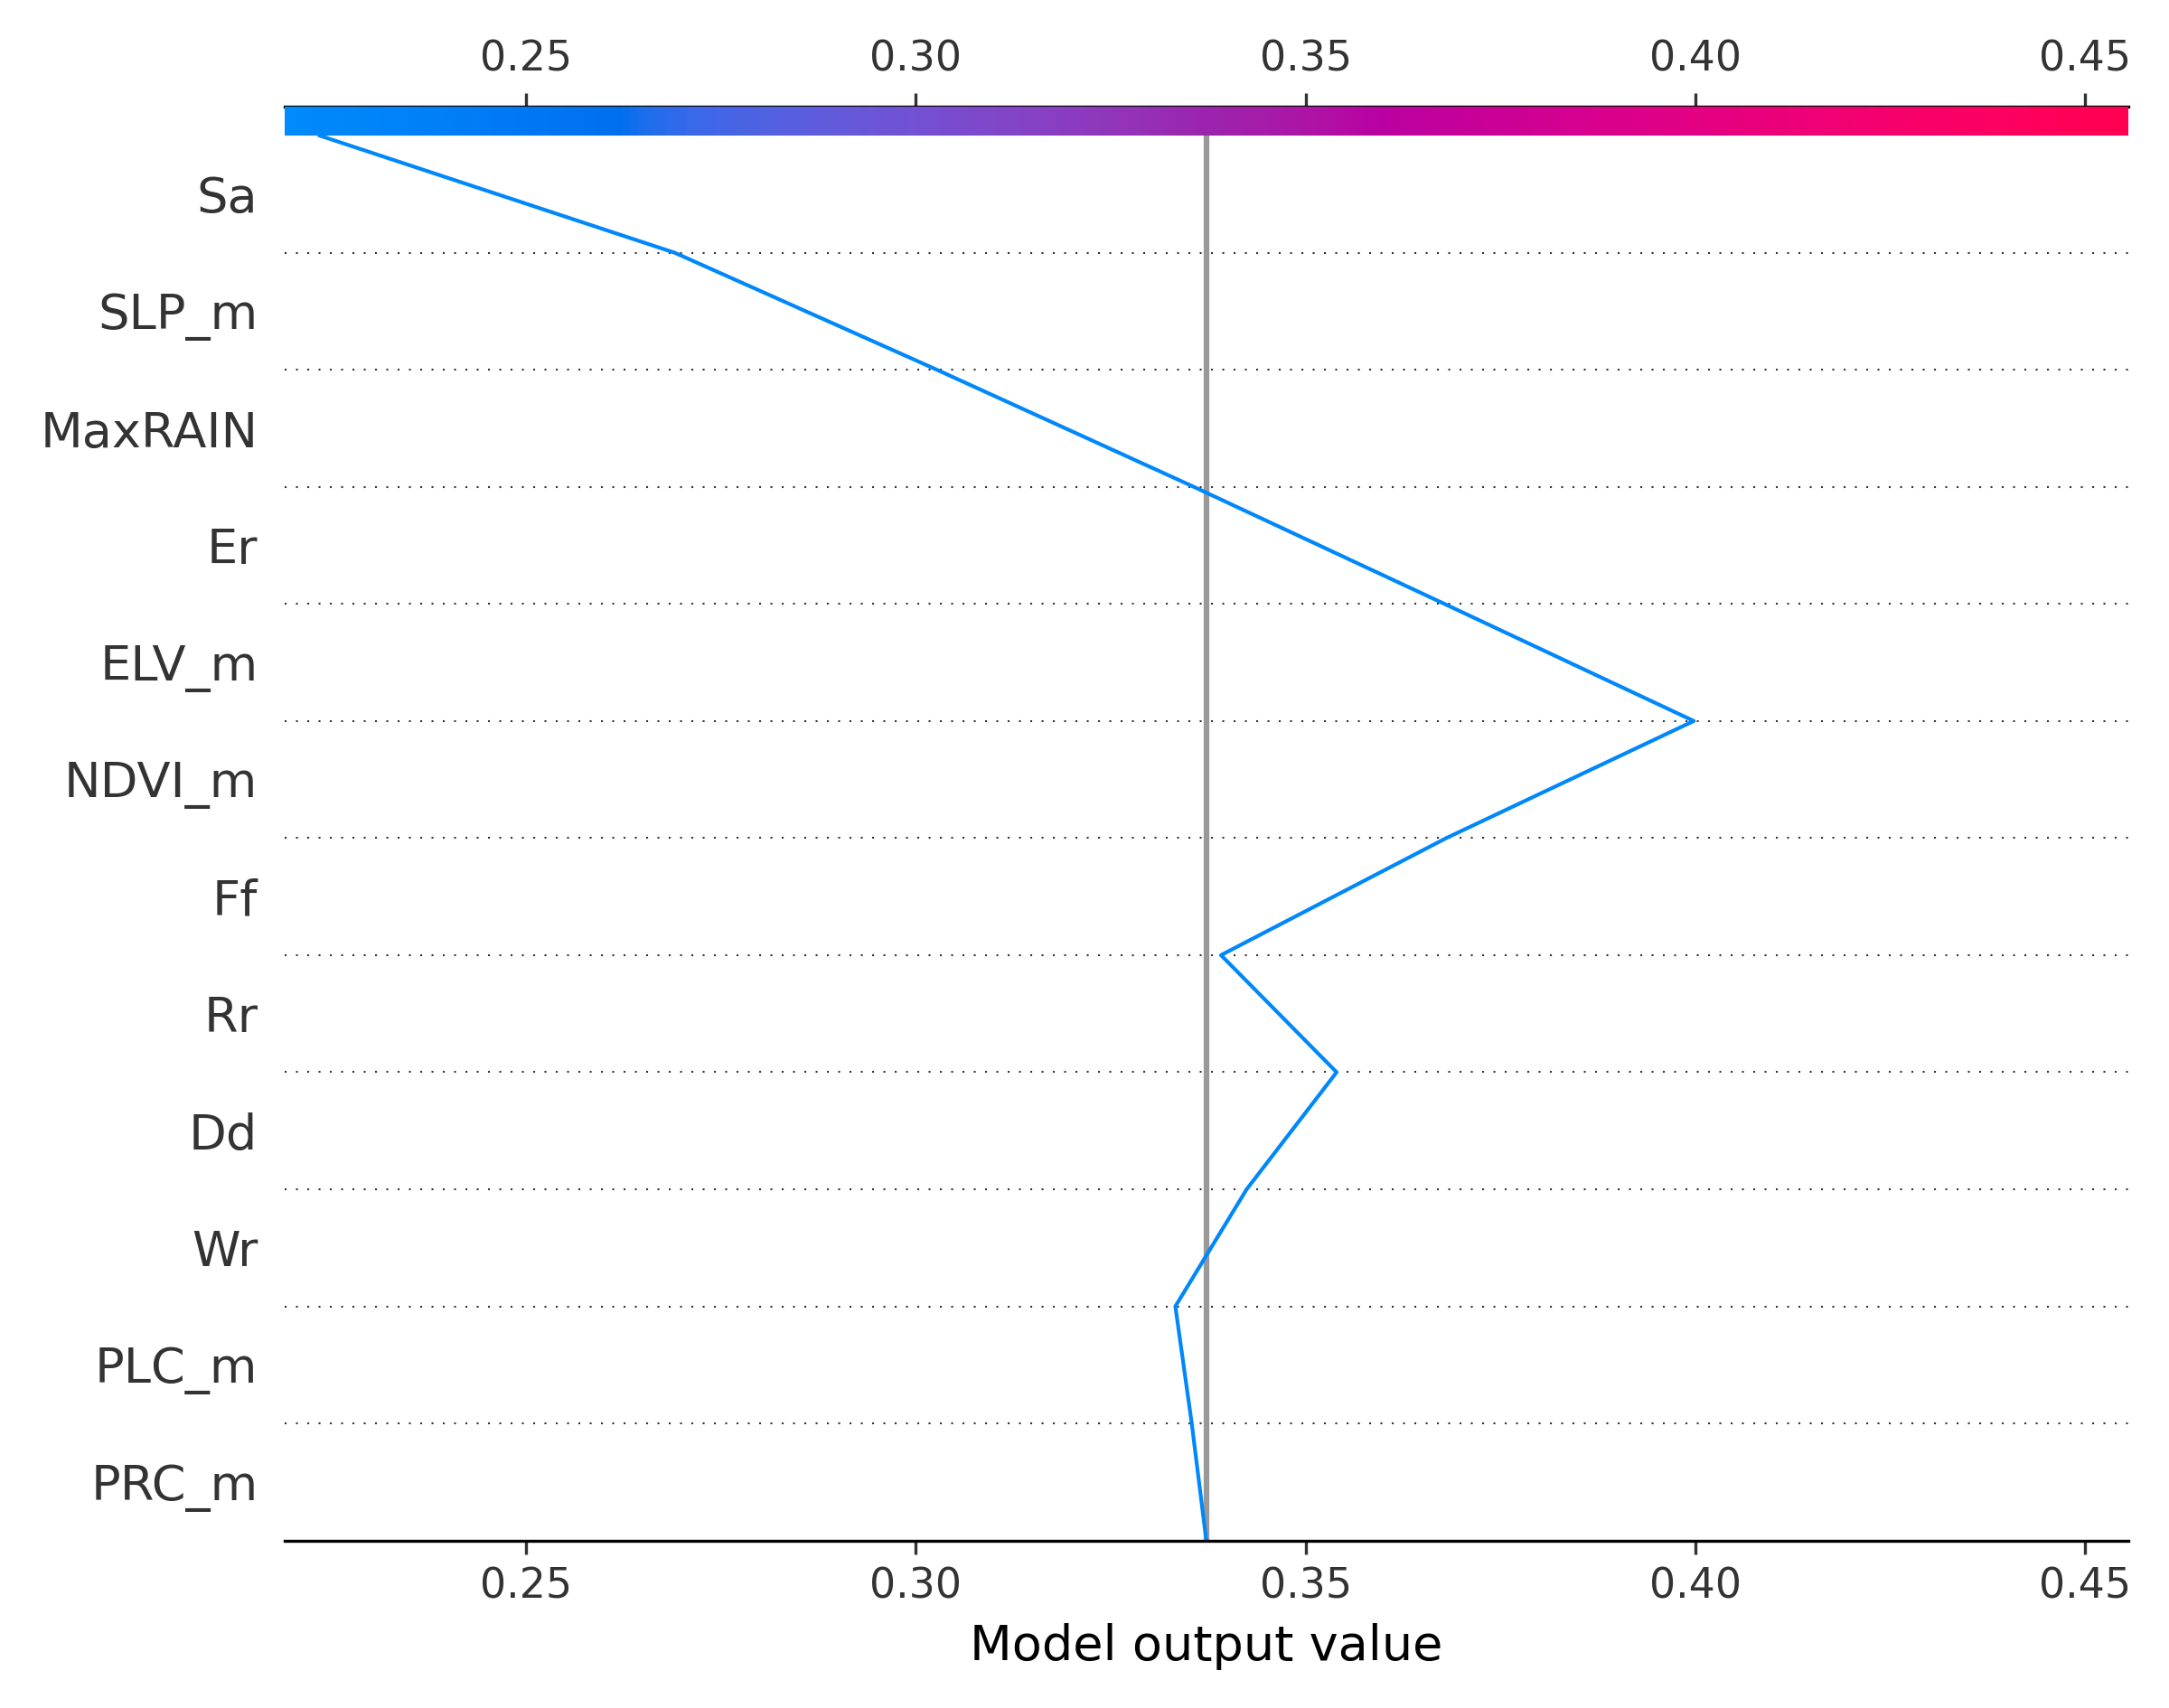 0.25 0.30 0.35 0.40 0.45
Sa
SLP_m
MaxRAIN
Er
ELV_m
NDVI_m
Ff
Rr
Dd
Wr
PLC_m
PRC_m
0.25 0.30 0.35 0.40 0.45
Model output value